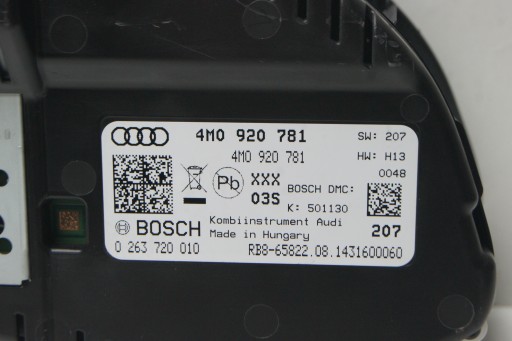 4M0 920 781 SW: 207
4M0 920 781 HW: H13
0048
Pb XXX BOSCH DMC:
03S K: 501130
BOSCH Kombiinstrument Audi
0 263 720 010 Made in Hungary 207
RB8-65822.08.1431600060